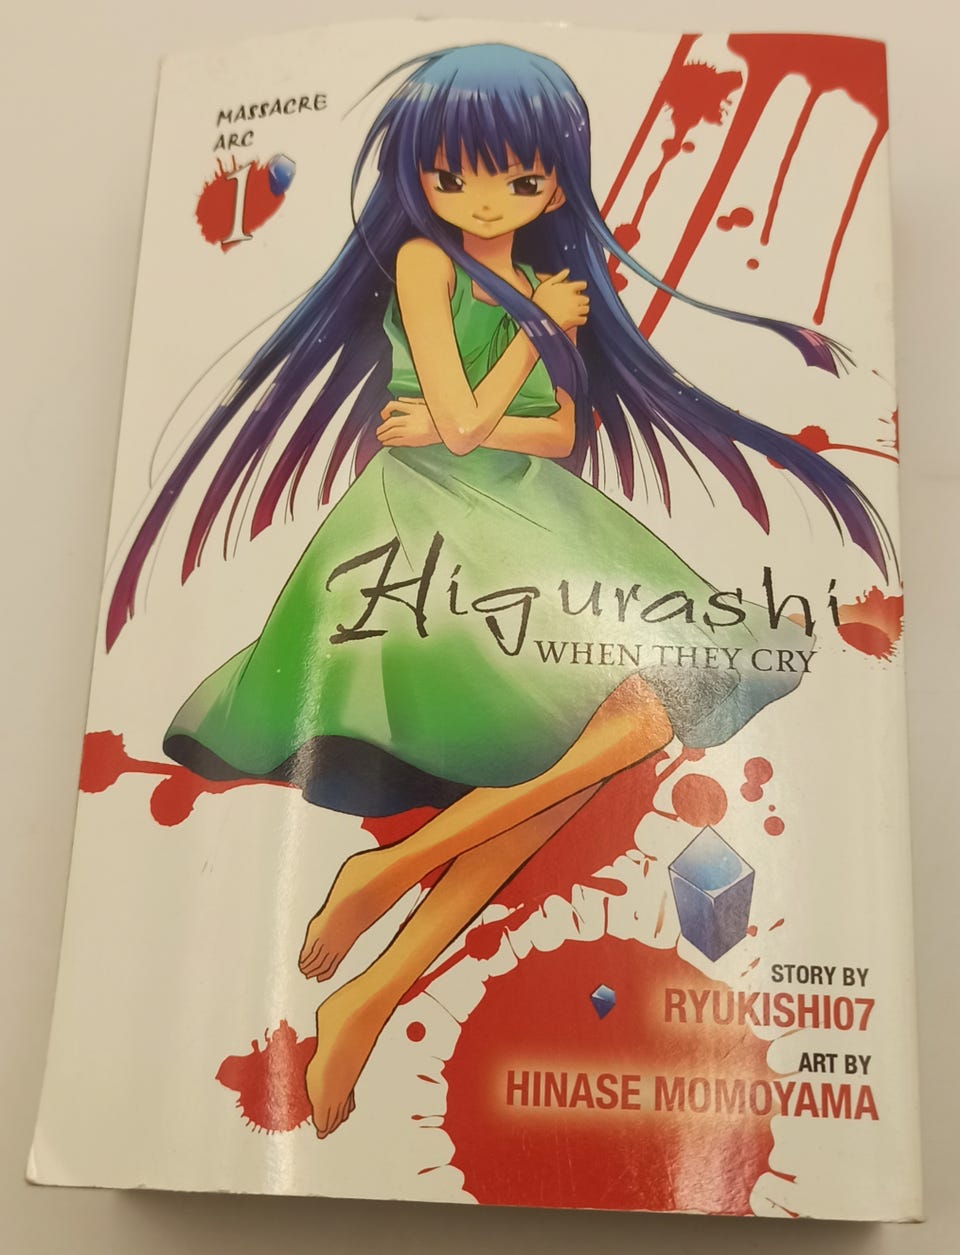 MASSACRE
ARC
1
Higurashi
WHEN THEY CRY
STORY BY
RYUKISHI07
ART BY
HINASE MOMOYAMA